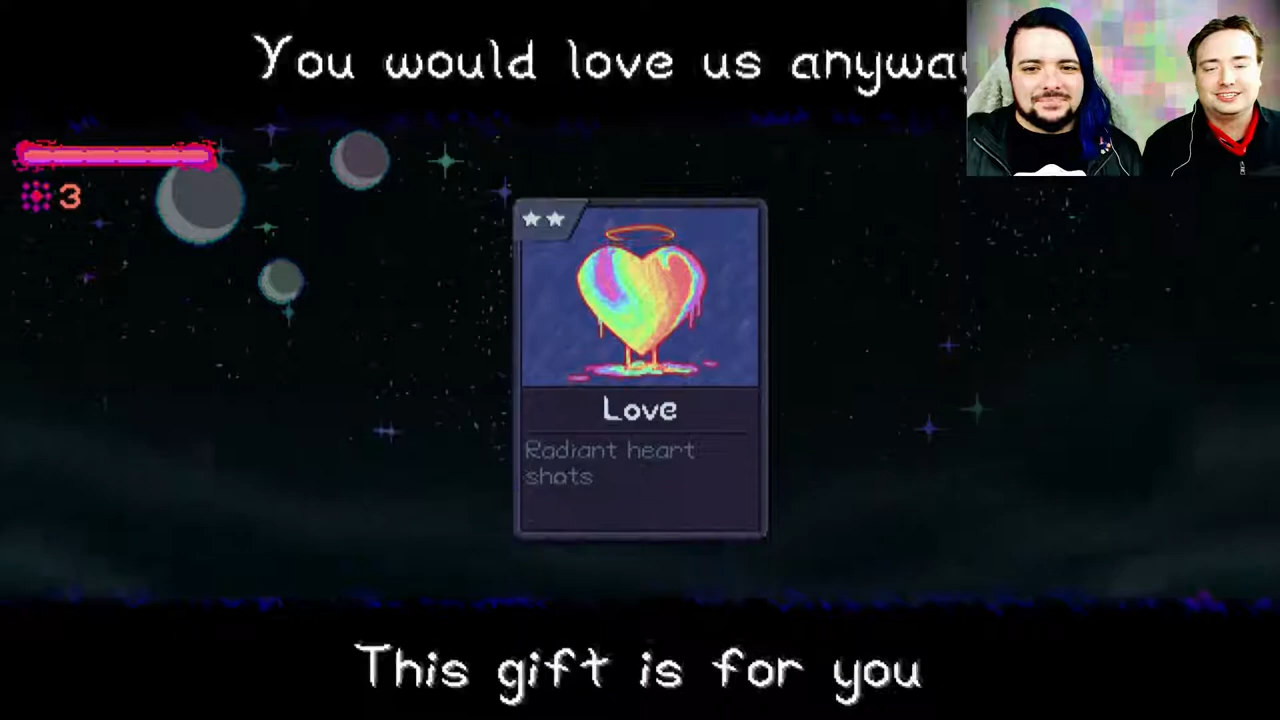 You would love us anyway
3
Love
Radiant heart
shots
This gift is for you